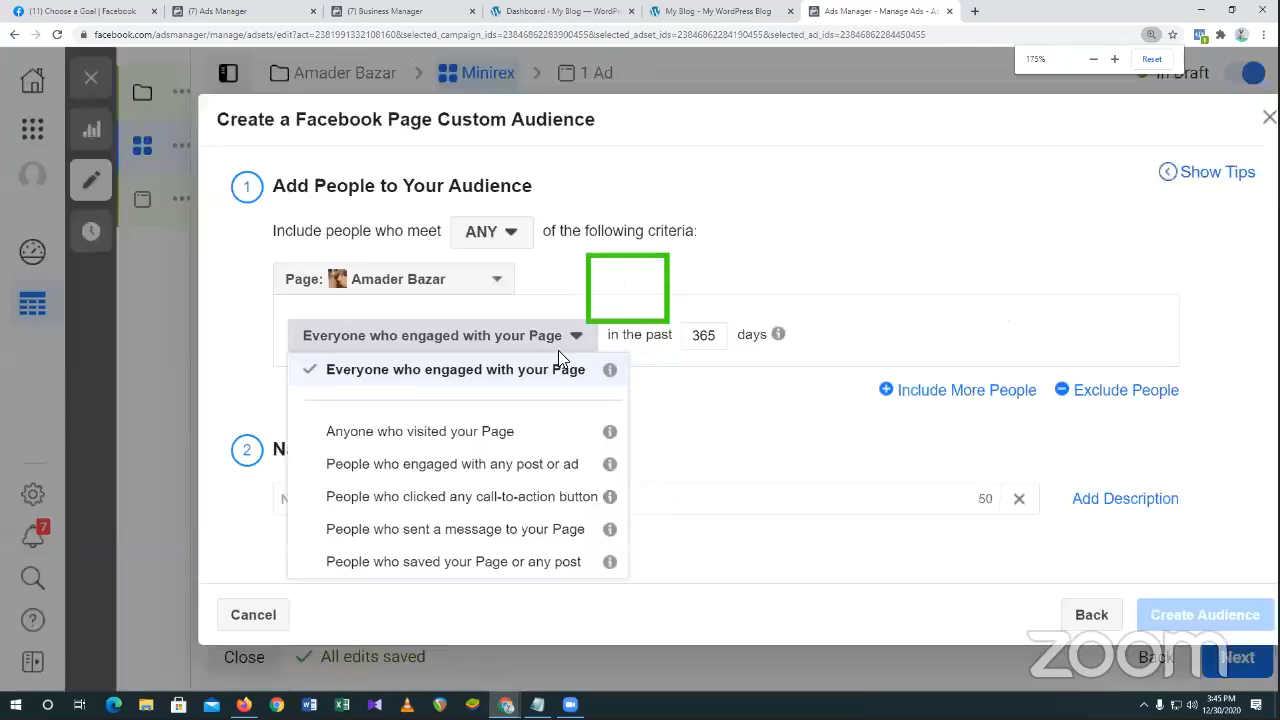 (11) Choose a Goal | Facebook
(7) Ads Manager
(7) Business Manager
Dashboard ‹ My Blog — WordPr
My Blog - My WordPress Blog
Ads Manager - Manage Ads - Ad
facebook.com/adsmanager/manage/adsets/edit?act=238199133210816​0&selected_campaign_ids=23846862283900455&selected_adset_ids=23846862284190455&selected_ad_ids=23846862284450455
175%
Reset
Amader Bazar
Minirex
1 Ad
In Draft
Create a Facebook Page Custom Audience
1
Add People to Your Audience
Show Tips
Include people who meet ANY of the following criteria:
Page: Amader Bazar
Everyone who engaged with your Page in the past 365 days
Everyone who engaged with your Page
Include More People Exclude People
Anyone who visited your Page
2
People who engaged with any post or ad
People who clicked any call-to-action button
50
Add Description
People who sent a message to your Page
People who saved your Page or any post
7
Cancel
Back
Create Audience
Close
All edits saved
Back
Next
zoom
3:45 PM
12/30/2020